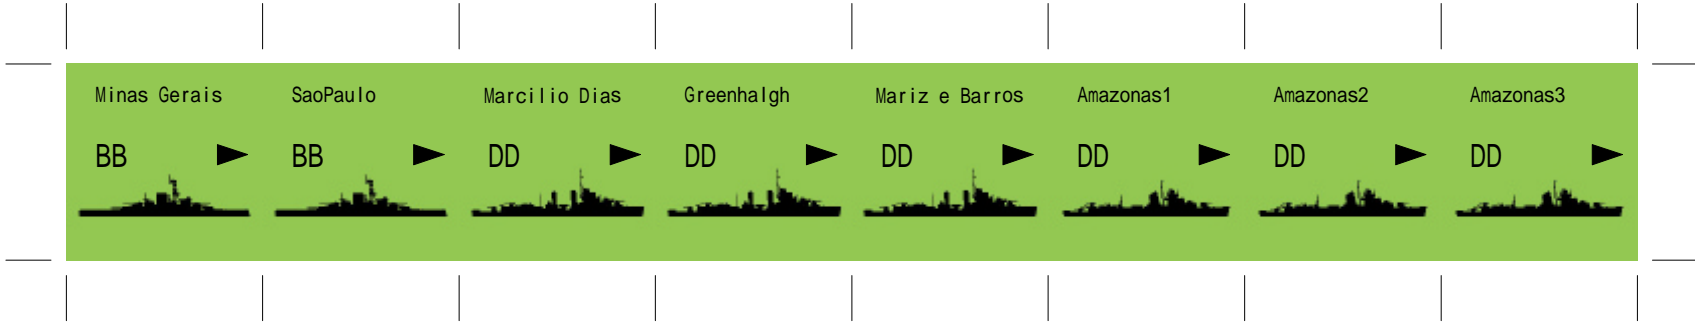 Minas Gerais SaoPaulo Marcilio Dias Greenhalgh Mariz e Barros Amazonas1 Amazonas2 Amazonas3
BB BB DD DD DD DD DD DD